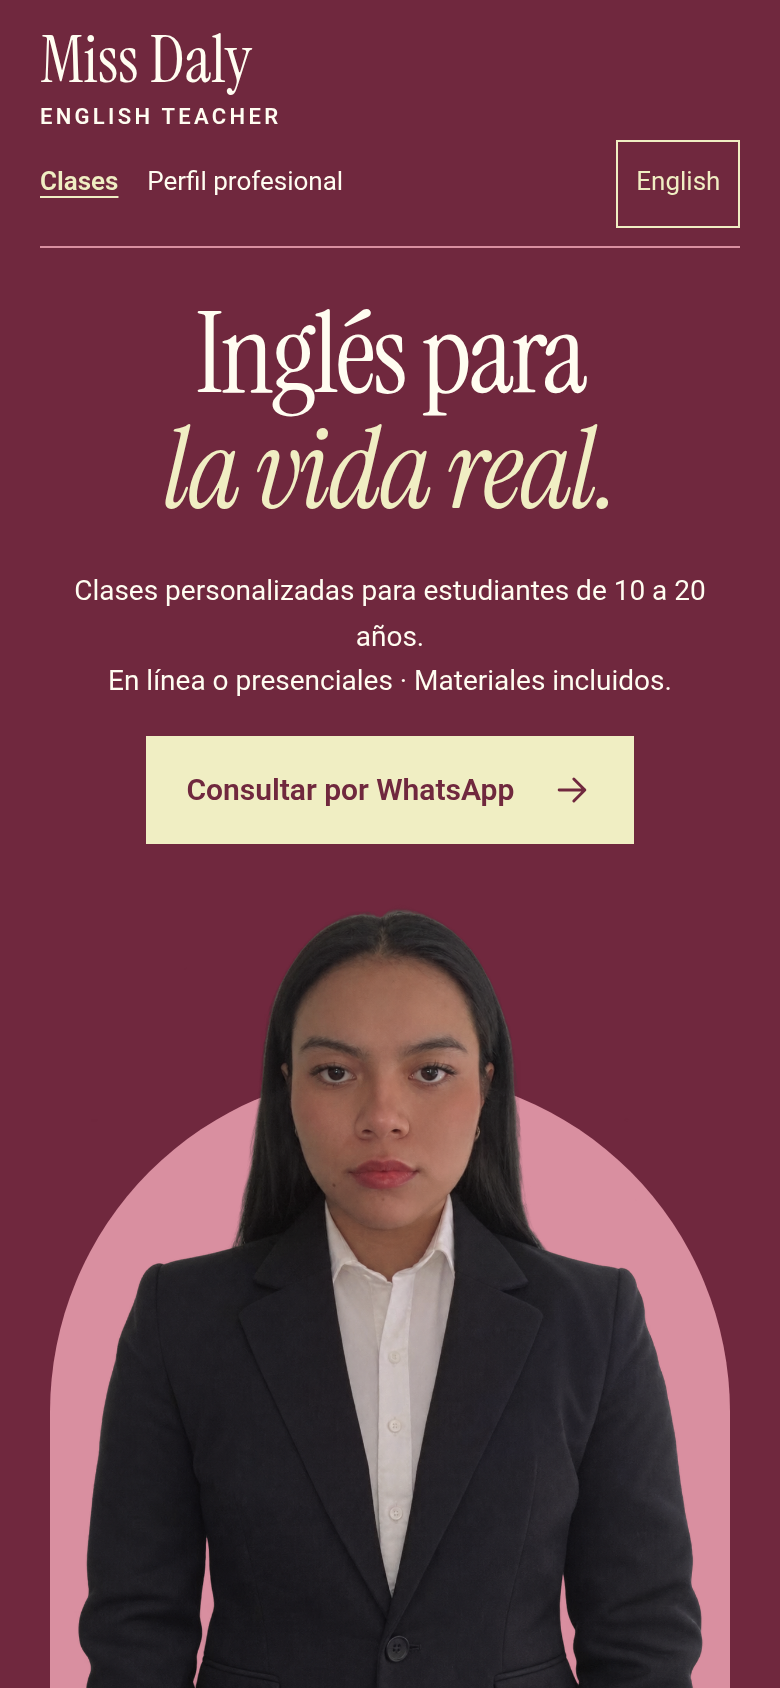 Miss Daly
ENGLISH TEACHER
Clases Perfil profesional English
Inglés para
la vida real.
Clases personalizadas para estudiantes de 10 a 20
años.
En línea o presenciales · Materiales incluidos.
Consultar por WhatsApp →